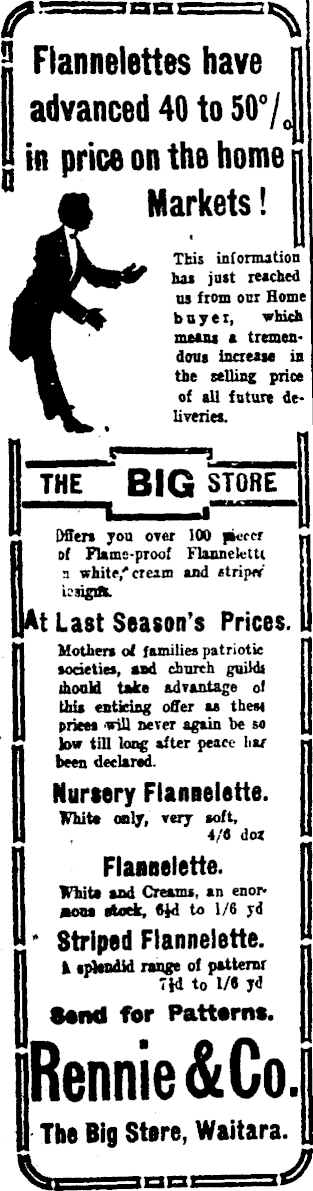 Flannelettes have
advanced 40 to 50%
in price on the home
Markets!
This information
has just reached
us from our Home
buyer, which
means a tremen-
dous increase in
the selling price
of all future de-
liveries.
THE BIG STORE
Offers you over 100 pieces
of Flame-proof Flannelette
n white, cream and stripes
At Last Season's Prices.
Mothers of families patriotic
societies, and church guilds
should take advantage of
this enticing offer as these
prices will never again be so
low till long after peace has
been declared.
Nursery Flannelette.
White only, very soft,
4/6 doz
Flannelette.
White and Creams, an enor-
mous stock, 6½d to 1/6 yd
Striped Flannelette.
A splendid range of patterns
7½d to 1/6 yd
Send for Patterns.
Rennie & Co.
The Big Store, Waitara.